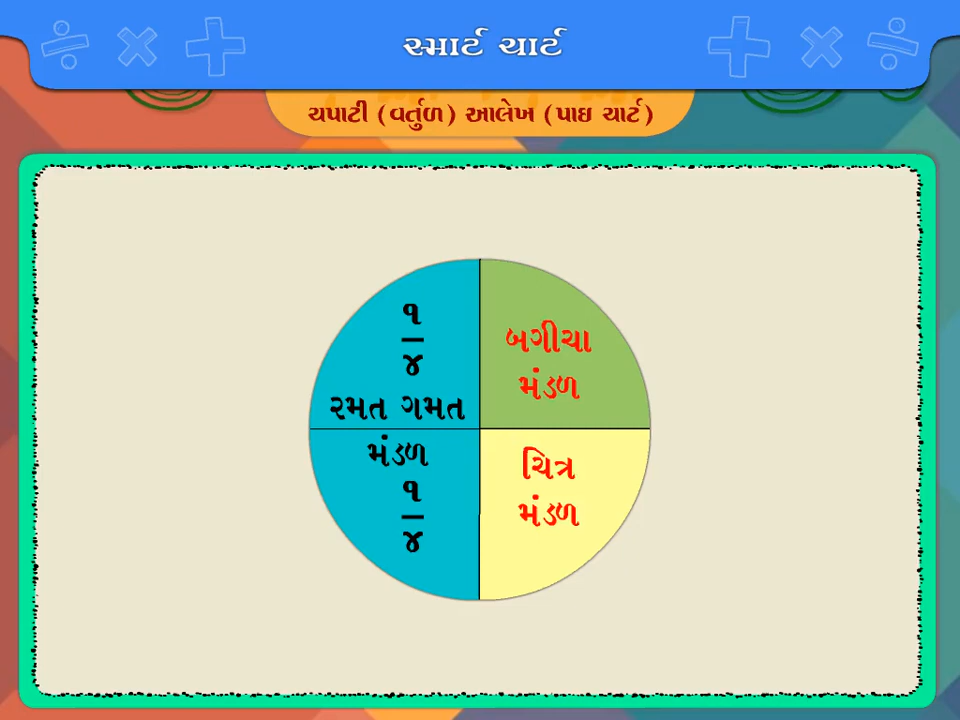 સ્માર્ટ ચાર્ટ
ચપાટી (વર્તુળ) આલેખ (પાઇ ચાર્ટ)
૧
૪
રમત ગમત
મંડળ
૧
૪
બગીચા
મંડળ
ચિત્ર
મંડળ